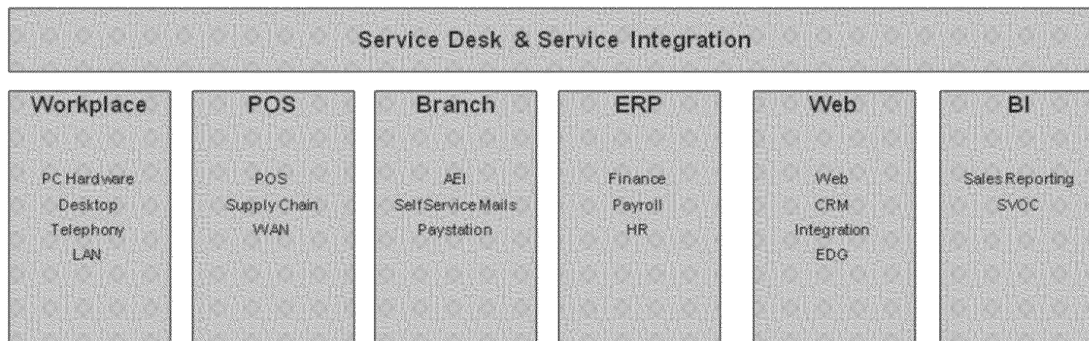 Service Desk & Service Integration
Workplace
PC Hardware
Desktop
Telephony
LAN
POS
POS
Supply Chain
WAN
Branch
AEI
Self Service Mails
Paystation
ERP
Finance
Payroll
HR
Web
Web
CRM
Integration
EDG
BI
Sales Reporting
SVOC